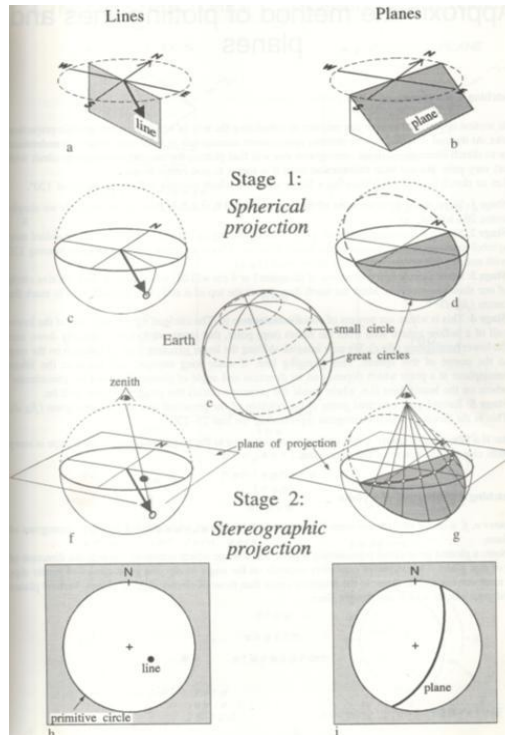 Lines
Planes
line
a
plane
b
Stage 1:
Spherical
projection
N
N
c
d
Earth
small circle
great circles
e
zenith
plane of projection
N
N
f
g
Stage 2:
Stereographic
projection
N
N
line
plane
primitive circle
h
i